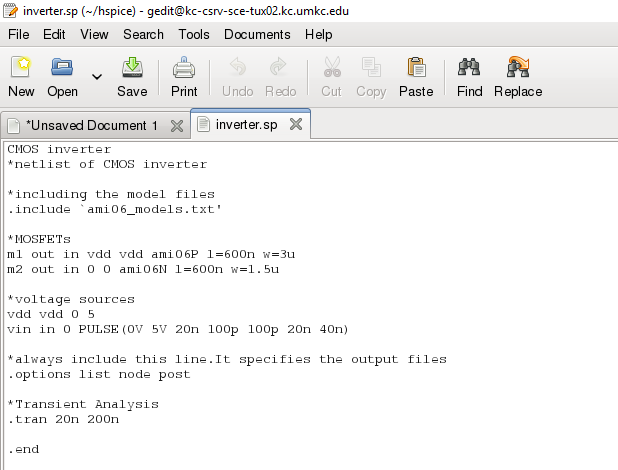 inverter.sp (~/hspice) - gedit@kc-csrv-sce-tux02.kc.umkc.edu
File Edit View Search Tools Documents Help
New Open Save Print Undo Redo Cut Copy Paste Find Replace
*Unsaved Document 1 inverter.sp
CMOS inverter
*netlist of CMOS inverter
*including the model files
.include `ami06_models.txt'
*MOSFETs
m1 out in vdd vdd ami06P l=600n w=3u
m2 out in 0 0 ami06N l=600n w=1.5u
*voltage sources
vdd vdd 0 5
vin in 0 PULSE(0V 5V 20n 100p 100p 20n 40n)
*always include this line.It specifies the output files
.options list node post
*Transient Analysis
.tran 20n 200n
.end